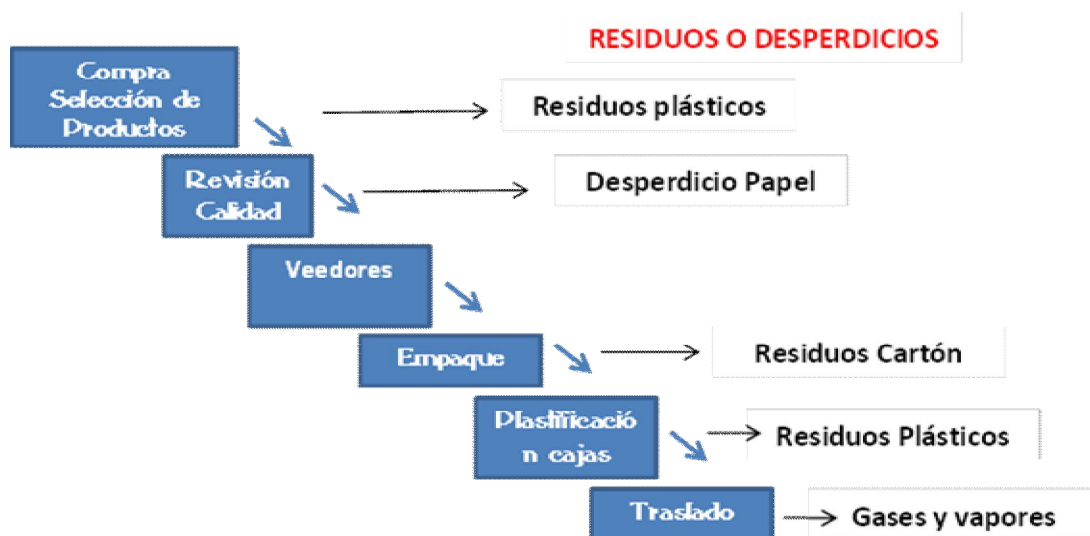 RESIDUOS O DESPERDICIOS
Compra
Selección de
Productos
Residuos plásticos
Revisión
Calidad
Desperdicio Papel
Veedores
Empaque
Residuos Cartón
Plastificació
n cajas
Residuos Plásticos
Traslado
Gases y vapores